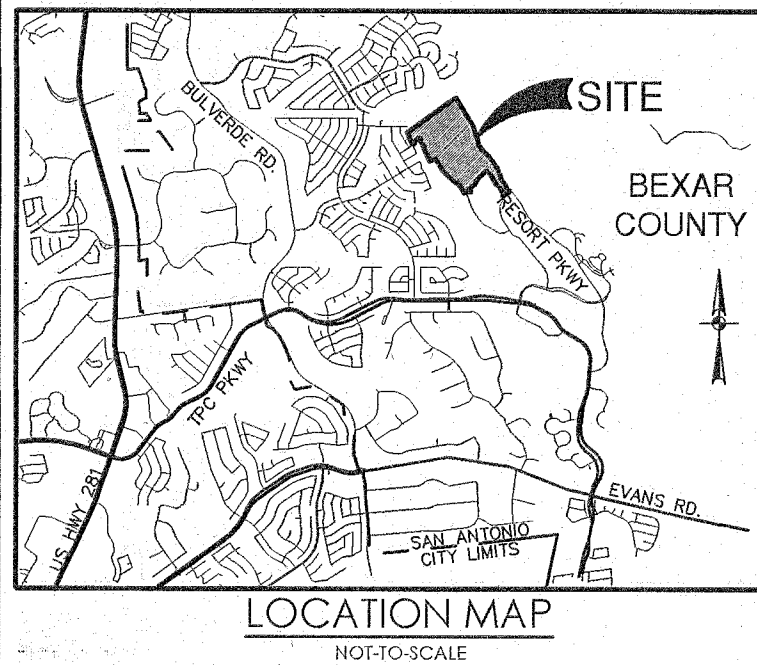 SITE
BULVERDE RD.
BEXAR
COUNTY
RESORT PKWY
TPC PKWY
US HWY 281
EVANS RD.
SAN ANTONIO
CITY LIMITS
LOCATION MAP
NOT-TO-SCALE